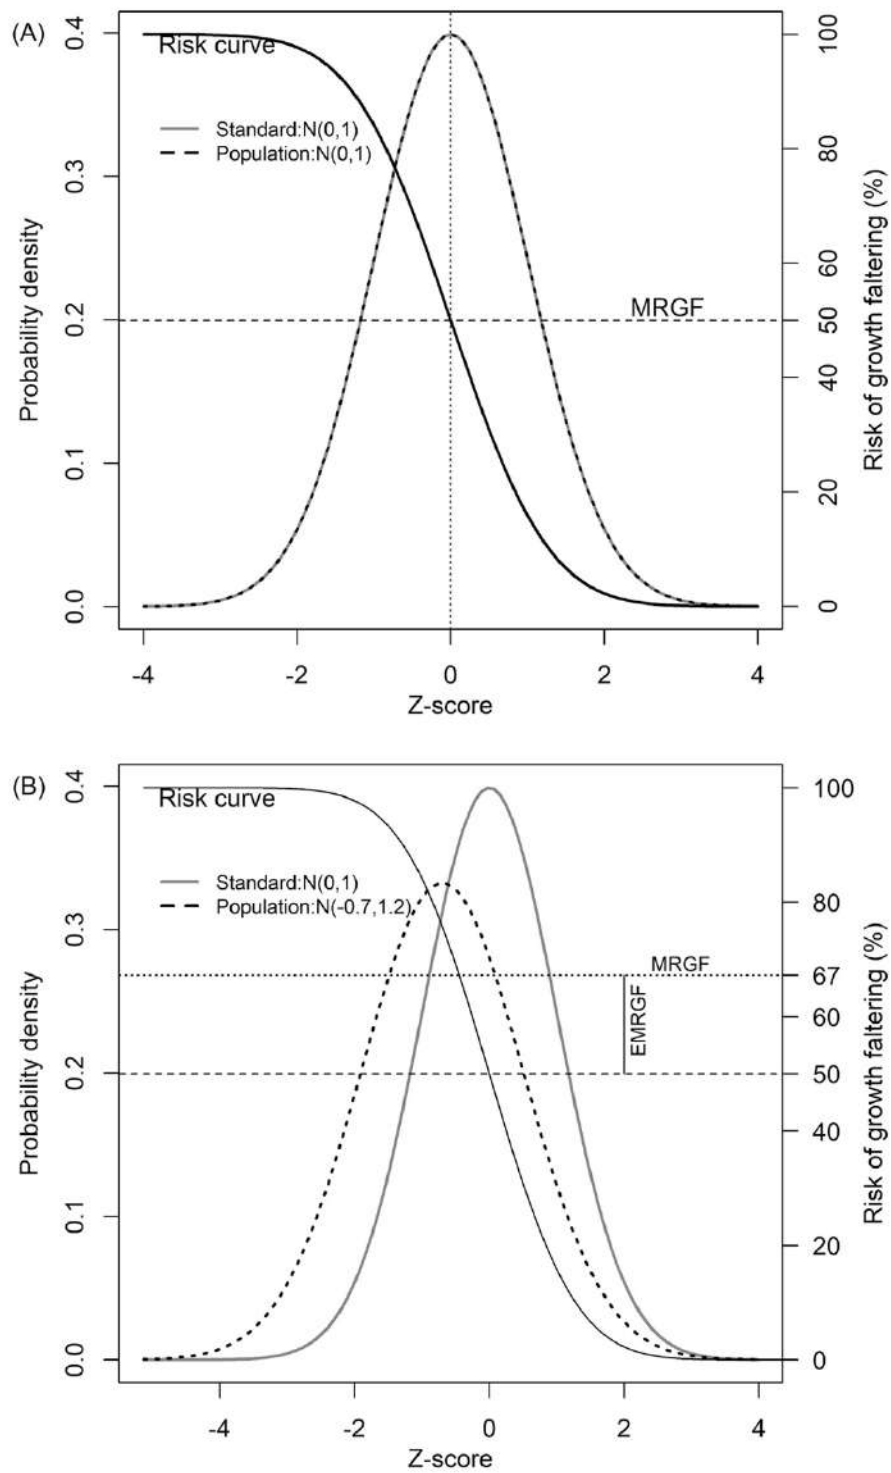 (A)
Risk curve
Standard:N(0,1)
Population:N(0,1)
MRGF
Probability density
0.0
0.1
0.2
0.3
0.4
Risk of growth faltering (%)
0
20
40
50
60
80
100
-4
-2
0
2
4
Z-score
(B)
Risk curve
Standard:N(0,1)
Population:N(-0.7,1.2)
MRGF
EMRGF
Probability density
0.0
0.1
0.2
0.3
0.4
Risk of growth faltering (%)
100
80
67
60
50
40
20
0
-4
-2
0
2
4
Z-score